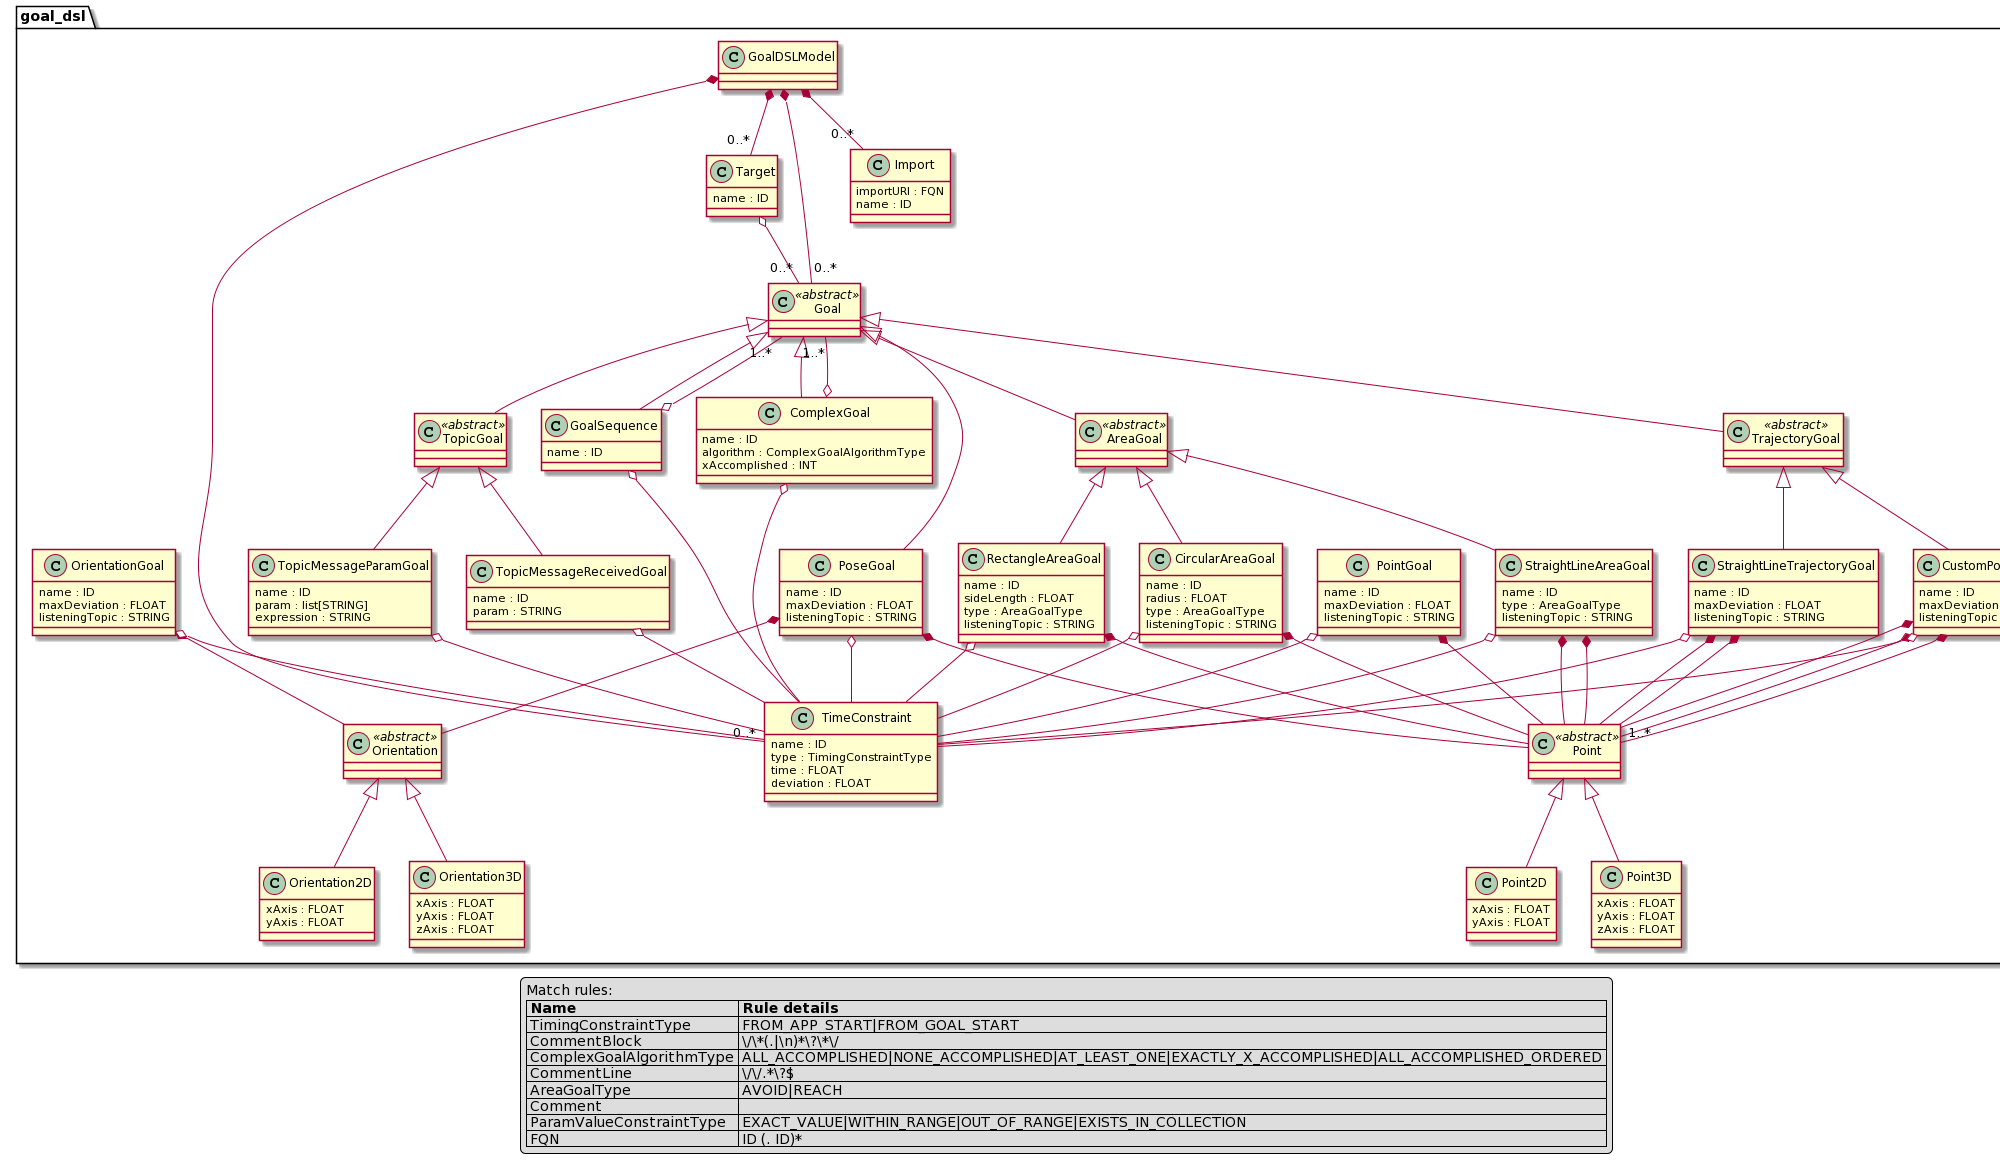 goal_dsl
C GoalDSLModel
0..*
0..*
C Target
name : ID
C Import
importURI : FQN
name : ID
0..*
0..*
C «abstract»
Goal
1..*
1..*
C «abstract»
TopicGoal
C GoalSequence
name : ID
C ComplexGoal
name : ID
algorithm : ComplexGoalAlgorithmType
xAccomplished : INT
C «abstract»
AreaGoal
C «abstract»
TrajectoryGoal
C OrientationGoal
name : ID
maxDeviation : FLOAT
listeningTopic : STRING
C TopicMessageParamGoal
name : ID
param : list[STRING]
expression : STRING
C TopicMessageReceivedGoal
name : ID
param : STRING
C PoseGoal
name : ID
maxDeviation : FLOAT
listeningTopic : STRING
C RectangleAreaGoal
name : ID
sideLength : FLOAT
type : AreaGoalType
listeningTopic : STRING
C CircularAreaGoal
name : ID
radius : FLOAT
type : AreaGoalType
listeningTopic : STRING
C PointGoal
name : ID
maxDeviation : FLOAT
listeningTopic : STRING
C StraightLineAreaGoal
name : ID
type : AreaGoalType
listeningTopic : STRING
C StraightLineTrajectoryGoal
name : ID
maxDeviation : FLOAT
listeningTopic : STRING
C CustomPo
name : ID
maxDeviation
listeningTopic
C «abstract»
Orientation
0..*
C TimeConstraint
name : ID
type : TimingConstraintType
time : FLOAT
deviation : FLOAT
C «abstract»
Point
1..*
C Orientation2D
xAxis : FLOAT
yAxis : FLOAT
C Orientation3D
xAxis : FLOAT
yAxis : FLOAT
zAxis : FLOAT
C Point2D
xAxis : FLOAT
yAxis : FLOAT
C Point3D
xAxis : FLOAT
yAxis : FLOAT
zAxis : FLOAT
Match rules:
Name Rule details
TimingConstraintType FROM_APP_START|FROM_GOAL_START
CommentBlock \/\*(.|\n)*\?\*\/
ComplexGoalAlgorithmType ALL_ACCOMPLISHED|NONE_ACCOMPLISHED|AT_LEAST_ONE|EXACTLY_X_ACCOMPLISHED|ALL_ACCOMPLISHED_ORDERED
CommentLine \/\/.*\?$
AreaGoalType AVOID|REACH
Comment
ParamValueConstraintType EXACT_VALUE|WITHIN_RANGE|OUT_OF_RANGE|EXISTS_IN_COLLECTION
FQN ID (. ID)*